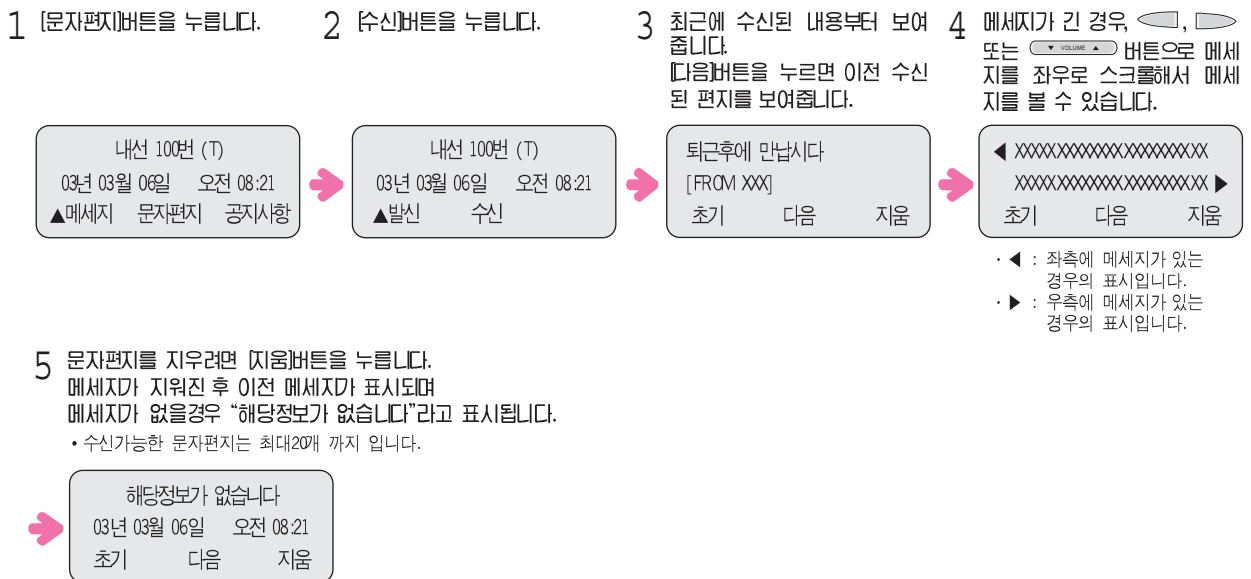 1 [문자편지]버튼을 누릅니다.
내선 100번 (T)
03년 03월 06일 오전 08:21
▲메세지 문자편지 공지사항
2 [수신]버튼을 누릅니다.
내선 100번 (T)
03년 03월 06일 오전 08:21
▲발신 수신
3 최근에 수신된 내용부터 보여
줍니다.
[다음]버튼을 누르면 이전 수신
된 편지를 보여줍니다.
퇴근후에 만납시다
[FROM XXX]
초기 다음 지움
4 메세지가 긴 경우, ,
또는 ▼ VOLUME ▲ 버튼으로 메세
지를 좌우로 스크롤해서 메세
지를 볼 수 있습니다.
◀ XXXXX.XXXXXXXX.XXXXXXXX.XX
XXXXX.XXXXXXXX.XXXXXXXX.XX ▶
초기 다음 지움
· ◀ : 좌측에 메세지가 있는
경우의 표시입니다.
· ▶ : 우측에 메세지가 있는
경우의 표시입니다.
5 문자편지를 지우려면 [지움]버튼을 누릅니다.
메세지가 지워진 후 이전 메세지가 표시되며
메세지가 없을경우 “해당정보가 없습니다”라고 표시됩니다.
• 수신가능한 문자편지는 최대20개 까지 입니다.
해당정보가 없습니다
03년 03월 06일 오전 08:21
초기 다음 지움